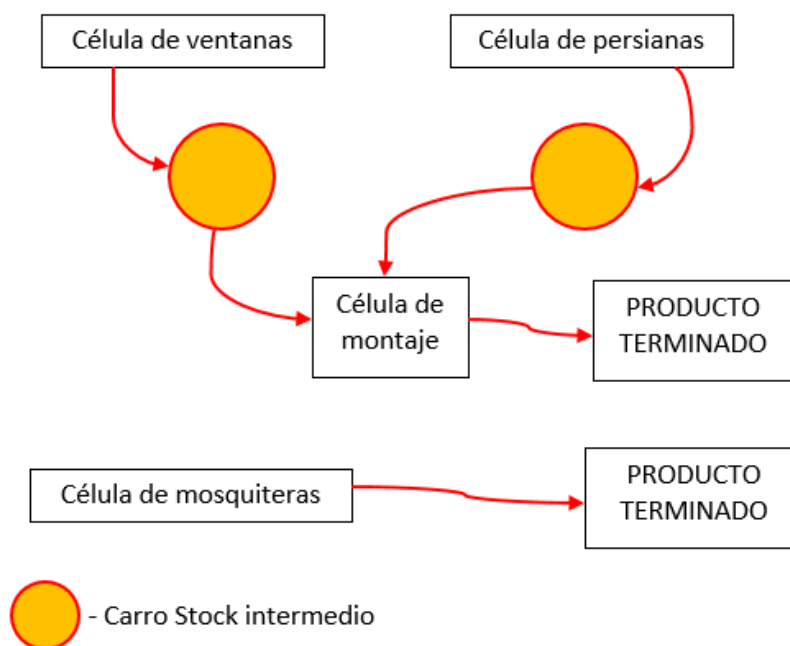 Célula de ventanas
Célula de persianas
Célula de
montaje
PRODUCTO
TERMINADO
Célula de mosquiteras
PRODUCTO
TERMINADO
- Carro Stock intermedio